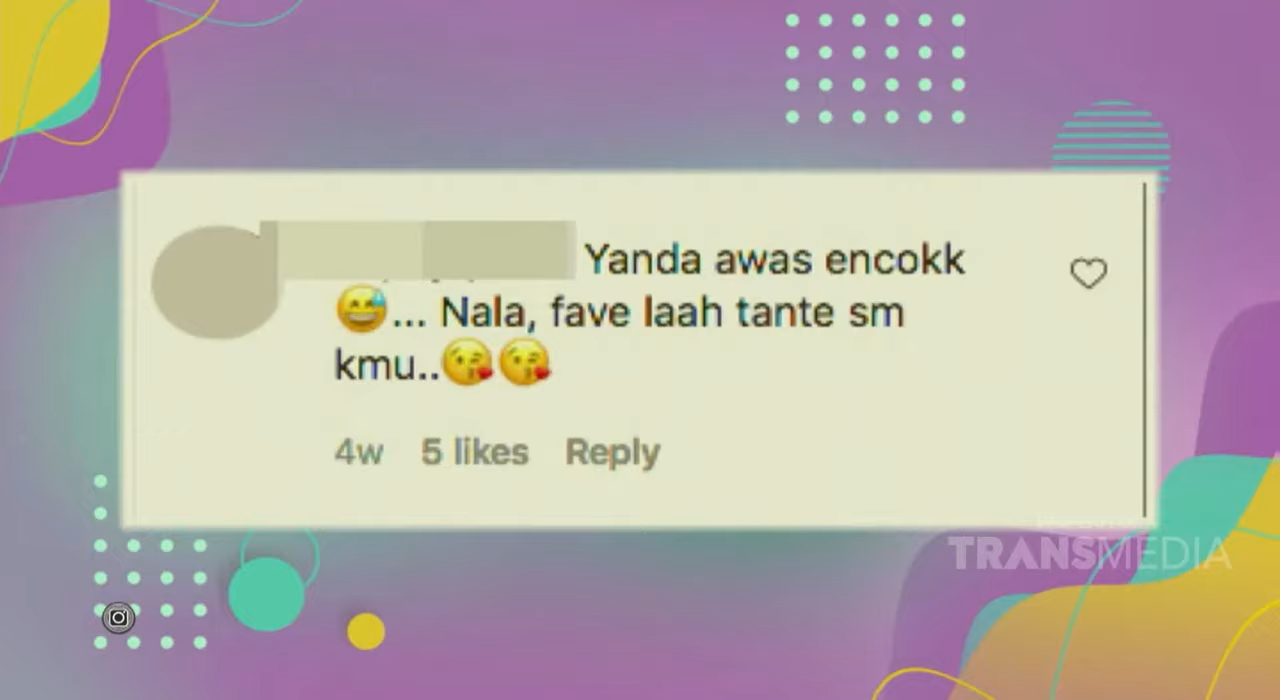 Yanda awas encokk
😅... Nala, fave laah tante sm
kmu..😘😘
4w 5 likes Reply
TRANSMEDIA